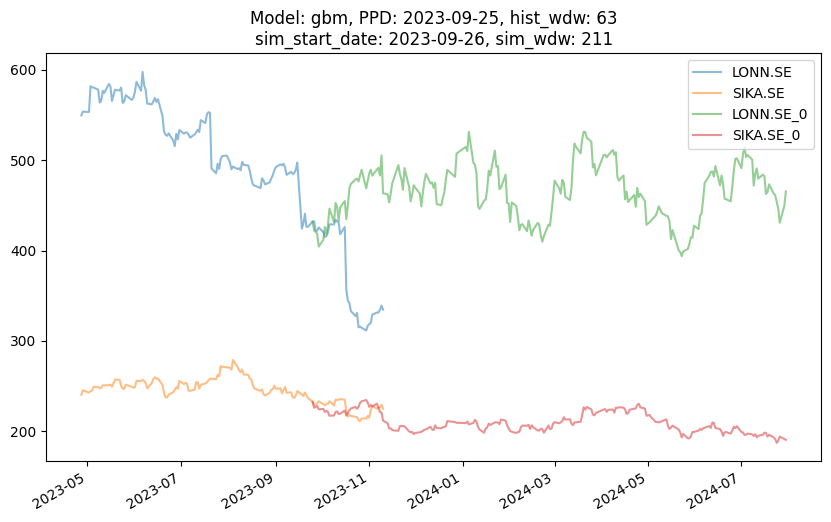 Model: gbm, PPD: 2023-09-25, hist_wdw: 63
sim_start_date: 2023-09-26, sim_wdw: 211
LONN.SE
SIKA.SE
LONN.SE_0
SIKA.SE_0
600
500
400
300
200
2023-05
2023-07
2023-09
2023-11
2024-01
2024-03
2024-05
2024-07